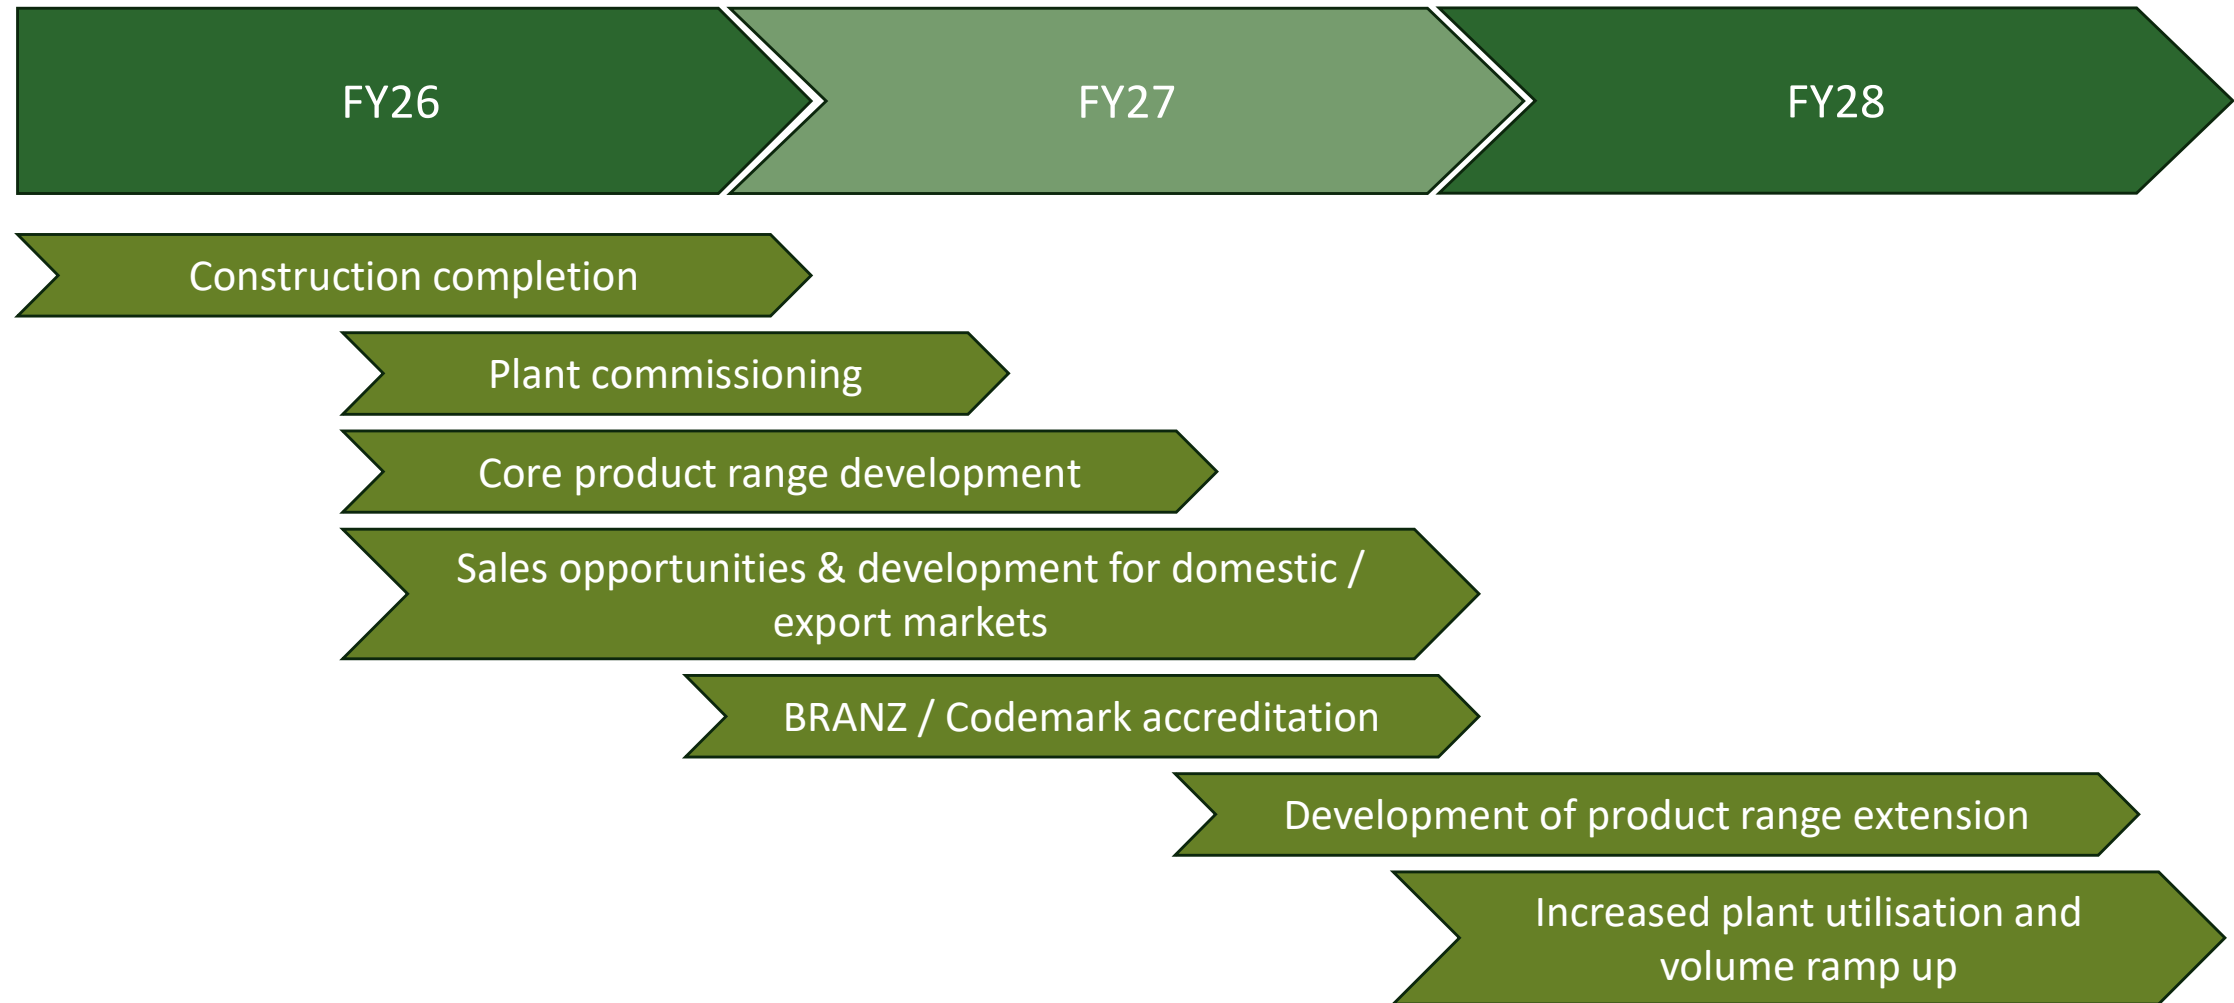 FY26
FY27
FY28
Construction completion
Plant commissioning
Core product range development
Sales opportunities & development for domestic /
export markets
BRANZ / Codemark accreditation
Development of product range extension
Increased plant utilisation and
volume ramp up